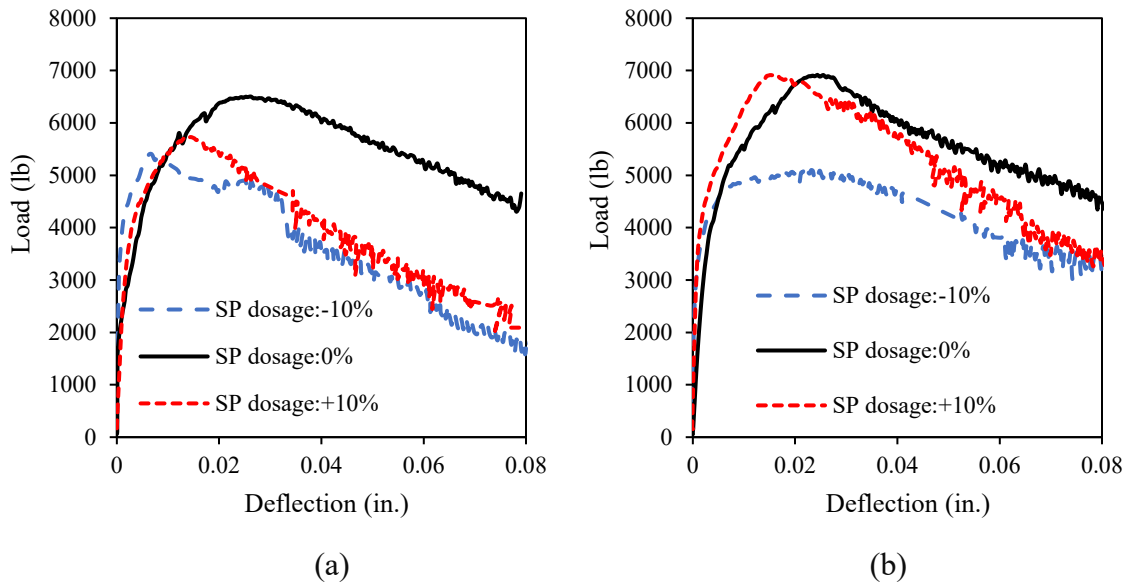 8000
7000
6000
5000
4000
3000
2000
1000
0
Load (lb)
SP dosage:-10%
SP dosage:0%
SP dosage:+10%
0 0.02 0.04 0.06 0.08
Deflection (in.)
(a)
8000
7000
6000
5000
4000
3000
2000
1000
0
Load (lb)
SP dosage:-10%
SP dosage:0%
SP dosage:+10%
0 0.02 0.04 0.06 0.08
Deflection (in.)
(b)